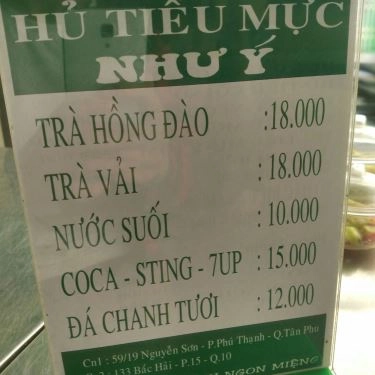 HỦ TIẾU MỰC
NHƯ Ý
TRÀ HỒNG ĐÀO :18.000
TRÀ VẢI : 18.000
NƯỚC SUỐI : 10.000
COCA - STING - 7UP : 15.000
ĐÁ CHANH TƯƠI : 12.000
Cn1 : 59/19 Nguyễn Sơn - P.Phú Thạnh - Q.Tân Phú
2 : 133 Bắc Hải - P.15 - Q.10
NGON MIỆNG